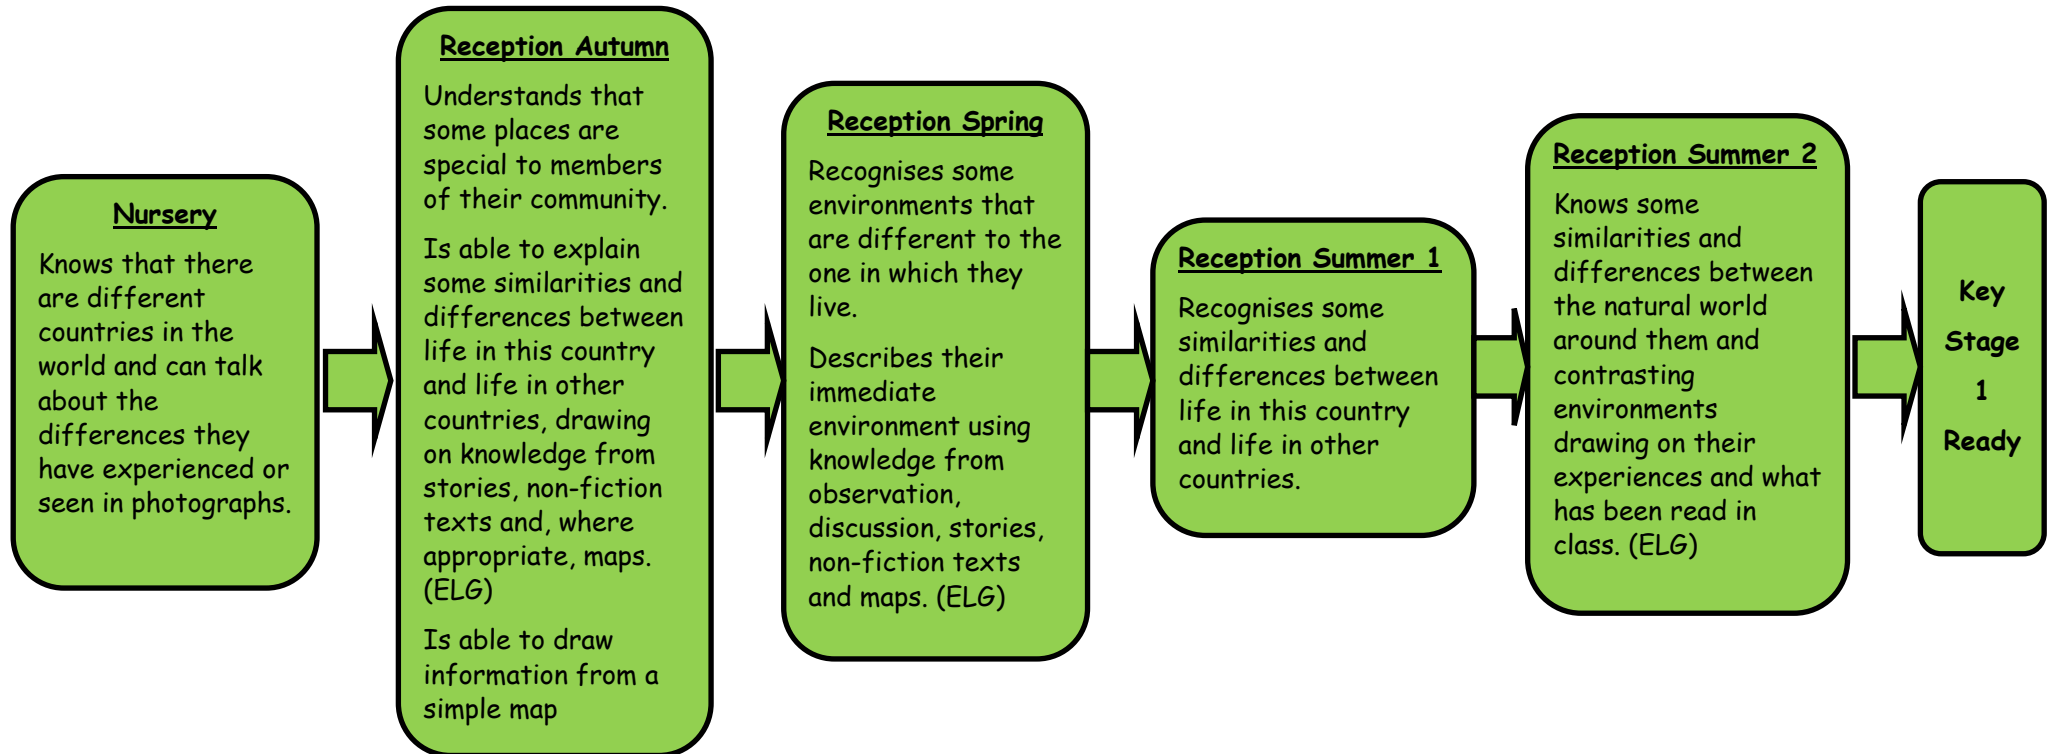 Nursery
Knows that there
are different
countries in the
world and can talk
about the
differences they
have experienced or
seen in photographs.
Reception Autumn
Understands that
some places are
special to members
of their community.
Is able to explain
some similarities and
differences between
life in this country
and life in other
countries, drawing
on knowledge from
stories, non-fiction
texts and, where
appropriate, maps.
(ELG)
Is able to draw
information from a
simple map
Reception Spring
Recognises some
environments that
are different to the
one in which they
live.
Describes their
immediate
environment using
knowledge from
observation,
discussion, stories,
non-fiction texts
and maps. (ELG)
Reception Summer 1
Recognises some
similarities and
differences between
life in this country
and life in other
countries.
Reception Summer 2
Knows some
similarities and
differences between
the natural world
around them and
contrasting
environments
drawing on their
experiences and what
has been read in
class. (ELG)
Key
Stage
1
Ready